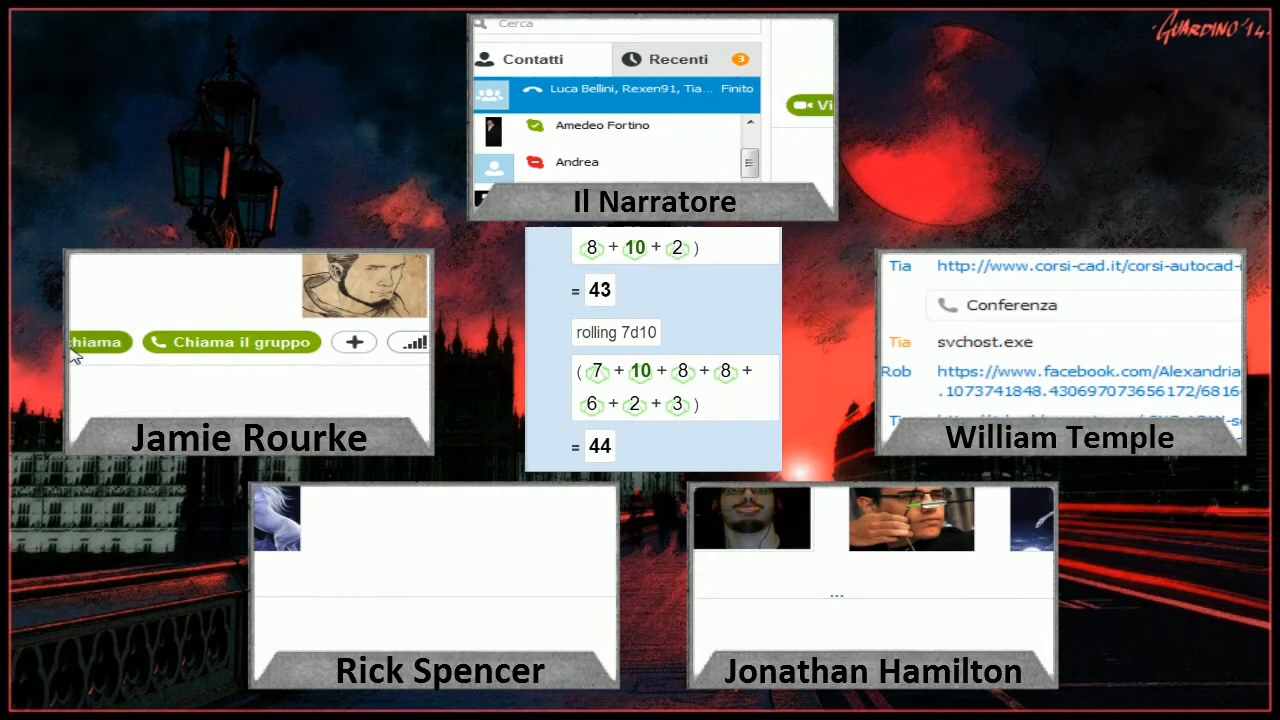 GUARDINO'14.
Cerca
Contatti
Recenti 3
Luca Bellini, Rexen91, Tia... Finito
Vi
Amedeo Fortino
Andrea
Il Narratore
8 + 10 + 2 )
= 43
rolling 7d10
( 7 + 10 + 8 + 8 +
6 + 2 + 3 )
= 44
hiama
Chiama il gruppo
Jamie Rourke
Tia http://www.corsi-cad.it/corsi-autocad-i
Conferenza
Tia svchost.exe
Rob https://www.facebook.com/Alexandria
.1073741848.430697073656172/6816
William Temple
Rick Spencer
...
Jonathan Hamilton